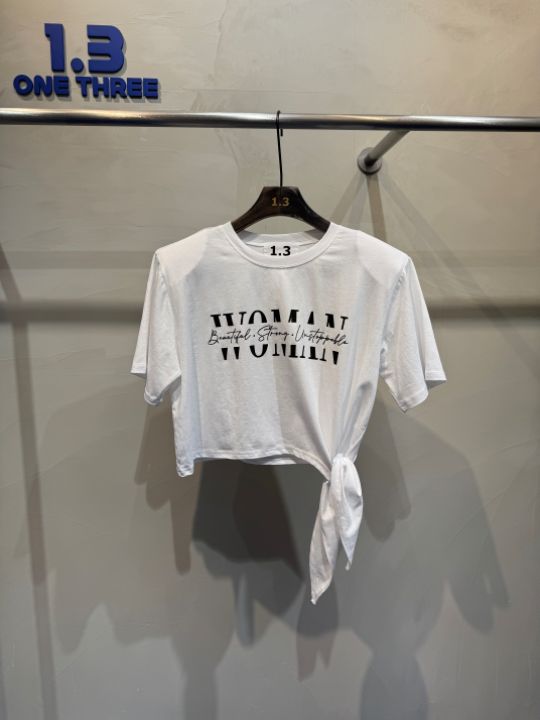 1.3
ONE THREE
1.3
1.3
WOMAN
Beautiful . Strong . Unstoppable